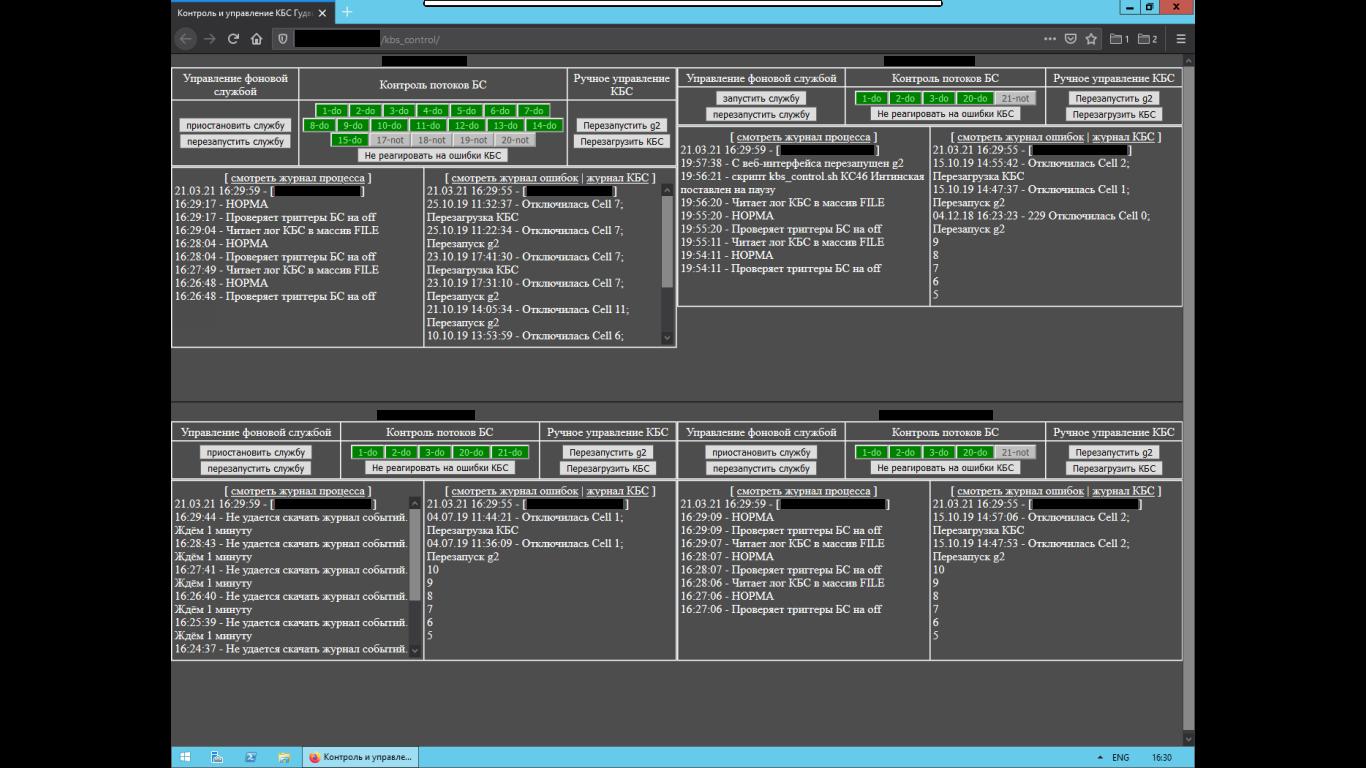 Контроль и управление КБС Гуд
/kbs_control/
1
2
Управление фоновой службой
Контроль потоков БС
Ручное управление КБС
приостановить службу
перезапустить службу
1-do 2-do 3-do 4-do 5-do 6-do 7-do
8-do 9-do 10-do 11-do 12-do 13-do 14-do
15-do 17-not 18-not 19-not 20-not
Не реагировать на ошибки КБС
Перезапустить g2
Перезагрузить КБС
[ смотреть журнал процесса ]
21.03.21 16:29:59 - [ ]
16:29:17 - НОРМА
16:29:17 - Проверяет триггеры БС на off
16:29:04 - Читает лог КБС в массив FILE
16:28:04 - НОРМА
16:28:04 - Проверяет триггеры БС на off
16:27:49 - Читает лог КБС в массив FILE
16:26:48 - НОРМА
16:26:48 - Проверяет триггеры БС на off
[ смотреть журнал ошибок | журнал КБС ]
21.03.21 16:29:55 - [ ]
25.10.19 11:32:37 - Отключилась Cell 7;
Перезагрузка КБС
25.10.19 11:22:34 - Отключилась Cell 7;
Перезапуск g2
23.10.19 17:41:30 - Отключилась Cell 7;
Перезагрузка КБС
23.10.19 17:31:10 - Отключилась Cell 7;
Перезапуск g2
21.10.19 14:05:34 - Отключилась Cell 11;
Перезапуск g2
10.10.19 13:53:59 - Отключилась Cell 6;
Управление фоновой службой
Контроль потоков БС
Ручное управление КБС
запустить службу
перезапустить службу
1-do 2-do 3-do 20-do 21-not
Не реагировать на ошибки КБС
Перезапустить g2
Перезагрузить КБС
[ смотреть журнал процесса ]
21.03.21 16:29:59 - [ ]
19:57:38 - С веб-интерфейса перезапущен g2
19:56:21 - скрипт kbs_control.sh КС46 Интинская
поставлен на паузу
19:56:20 - Читает лог КБС в массив FILE
19:55:20 - НОРМА
19:55:20 - Проверяет триггеры БС на off
19:55:11 - Читает лог КБС в массив FILE
19:54:11 - НОРМА
19:54:11 - Проверяет триггеры БС на off
[ смотреть журнал ошибок | журнал КБС ]
21.03.21 16:29:55 - [ ]
15.10.19 14:55:42 - Отключилась Cell 2;
Перезагрузка КБС
15.10.19 14:47:37 - Отключилась Cell 1;
Перезапуск g2
04.12.18 16:23:23 - 229 Отключилась Cell 0;
Перезапуск g2
9
8
7
6
5
Управление фоновой службой
Контроль потоков БС
Ручное управление КБС
приостановить службу
перезапустить службу
1-do 2-do 3-do 20-do 21-do
Не реагировать на ошибки КБС
Перезапустить g2
Перезагрузить КБС
[ смотреть журнал процесса ]
21.03.21 16:29:59 - [ ]
16:29:44 - Не удается скачать журнал событий.
Ждём 1 минуту
16:28:43 - Не удается скачать журнал событий.
Ждём 1 минуту
16:27:41 - Не удается скачать журнал событий.
Ждём 1 минуту
16:26:40 - Не удается скачать журнал событий.
Ждём 1 минуту
16:25:39 - Не удается скачать журнал событий.
Ждём 1 минуту
16:24:37 - Не удается скачать журнал событий.
[ смотреть журнал ошибок | журнал КБС ]
21.03.21 16:29:55 - [ ]
04.07.19 11:44:21 - Отключилась Cell 1;
Перезагрузка КБС
04.07.19 11:36:09 - Отключилась Cell 1;
Перезапуск g2
10
9
8
7
6
5
Управление фоновой службой
Контроль потоков БС
Ручное управление КБС
приостановить службу
перезапустить службу
1-do 2-do 3-do 20-do 21-not
Не реагировать на ошибки КБС
Перезапустить g2
Перезагрузить КБС
[ смотреть журнал процесса ]
21.03.21 16:29:59 - [ ]
16:29:09 - НОРМА
16:29:09 - Проверяет триггеры БС на off
16:29:07 - Читает лог КБС в массив FILE
16:28:07 - НОРМА
16:28:07 - Проверяет триггеры БС на off
16:28:06 - Читает лог КБС в массив FILE
16:27:06 - НОРМА
16:27:06 - Проверяет триггеры БС на off
[ смотреть журнал ошибок | журнал КБС ]
21.03.21 16:29:55 - [ ]
15.10.19 14:57:06 - Отключилась Cell 2;
Перезагрузка КБС
15.10.19 14:47:53 - Отключилась Cell 2;
Перезапуск g2
10
9
8
7
6
5
Контроль и управле...
ENG
16:30